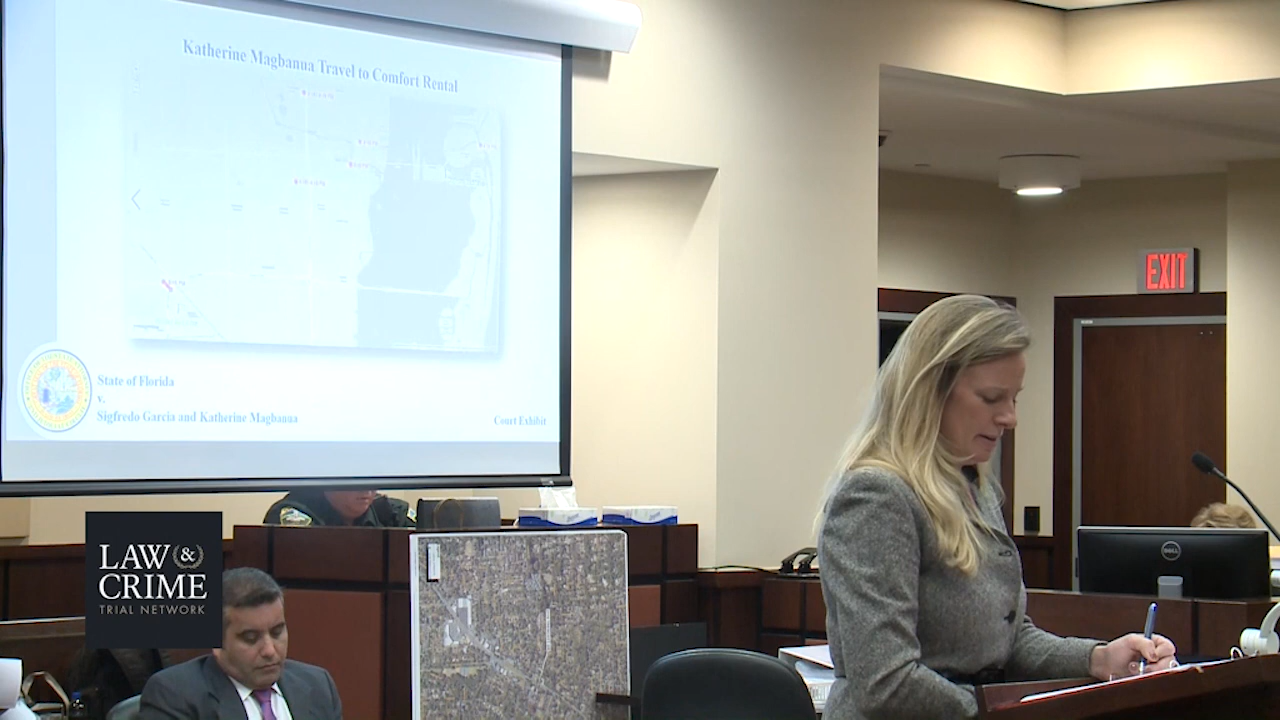 Katherine Magbanua Travel to Comfort Rental
State of Florida
v.
Sigfredo Garcia and Katherine Magbanua
Court Exhibit
EXIT
LAW &
CRIME
TRIAL NETWORK
DELL